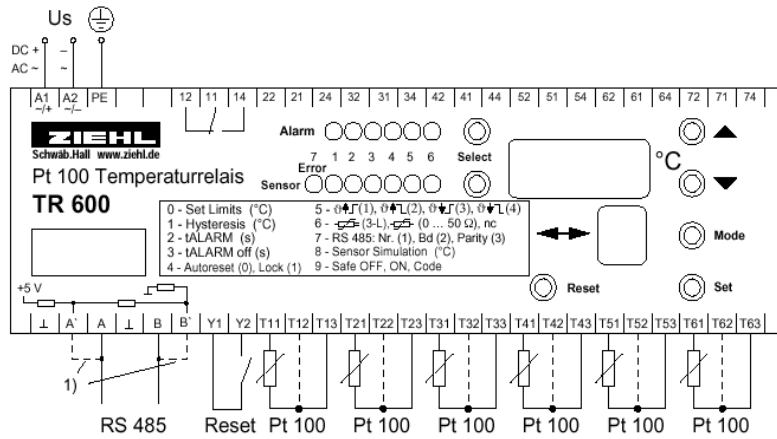 Us
DC + –
AC ~ ~
A1 A2 PE 12 11 14 22 21 24 32 31 34 42 41 44 52 51 54 62 61 64 72 71 74
~/+ ~/–
ZIEHL
Schwäb.Hall www.ziehl.de
Pt 100 Temperaturrelais
TR 600
Alarm
7 1 2 3 4 5 6 Select
Error
Sensor
°C
0 - Set Limits (°C)
1 - Hysteresis (°C)
2 - tALARM (s)
3 - tALARM off (s)
4 - Autoreset (0), Lock (1)
5 - (1), (2), (3), (4)
6 - (3-L), (0 ... 50 Ω), nc
7 - RS 485: Nr. (1), Bd (2), Parity (3)
8 - Sensor Simulation (°C)
9 - Safe OFF, ON, Code
Mode
Reset
Set
+5 V
⊥ A` A ⊥ B B` Y1 Y2 T11 T12 T13 T21 T22 T23 T31 T32 T33 T41 T42 T43 T51 T52 T53 T61 T62 T63
1)
RS 485 Reset Pt 100 Pt 100 Pt 100 Pt 100 Pt 100 Pt 100